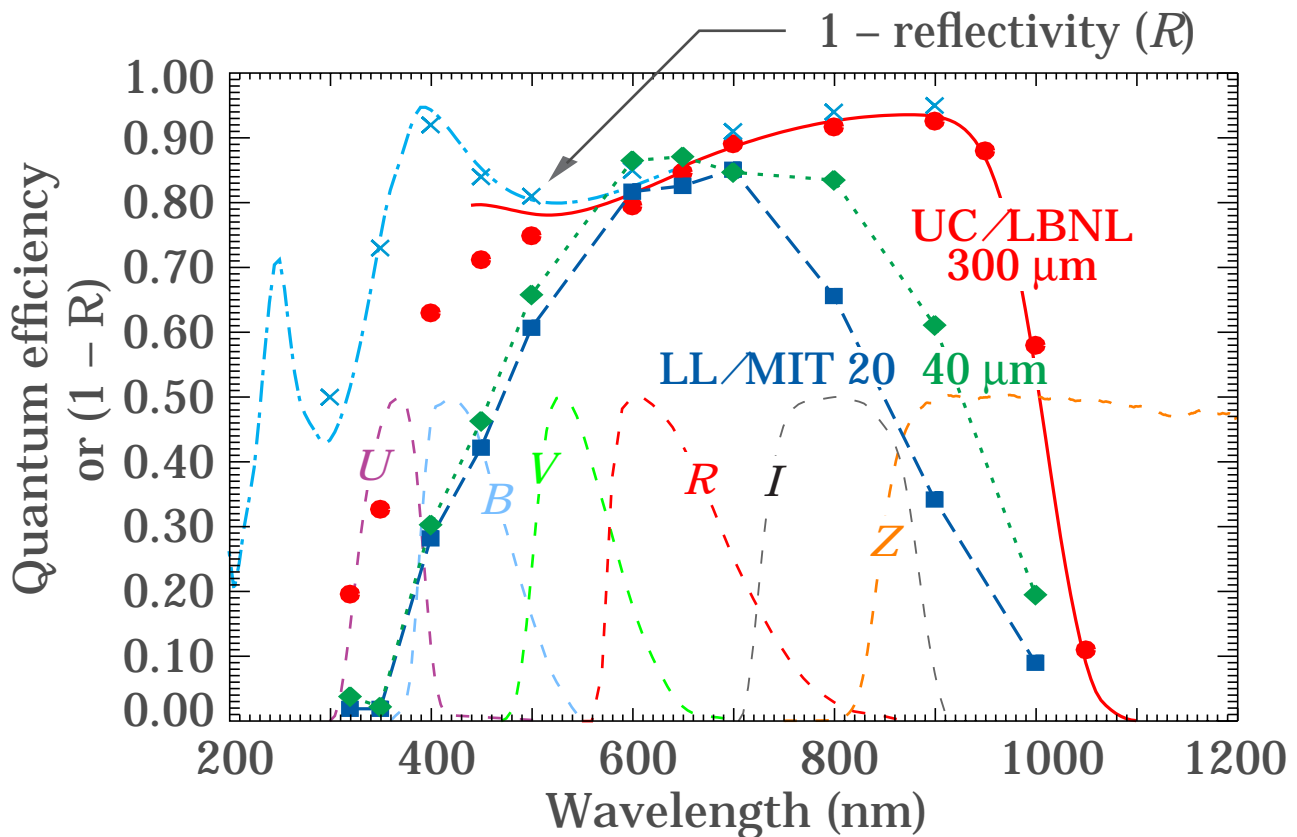 1 – reflectivity (R)
Quantum efficiency
or (1 – R)
1.00
0.90
0.80
0.70
0.60
0.50
0.40
0.30
0.20
0.10
0.00
UC/LBNL
300 µm
LL/MIT 20 40 µm
U
B
V
R
I
Z
200 400 600 800 1000 1200
Wavelength (nm)